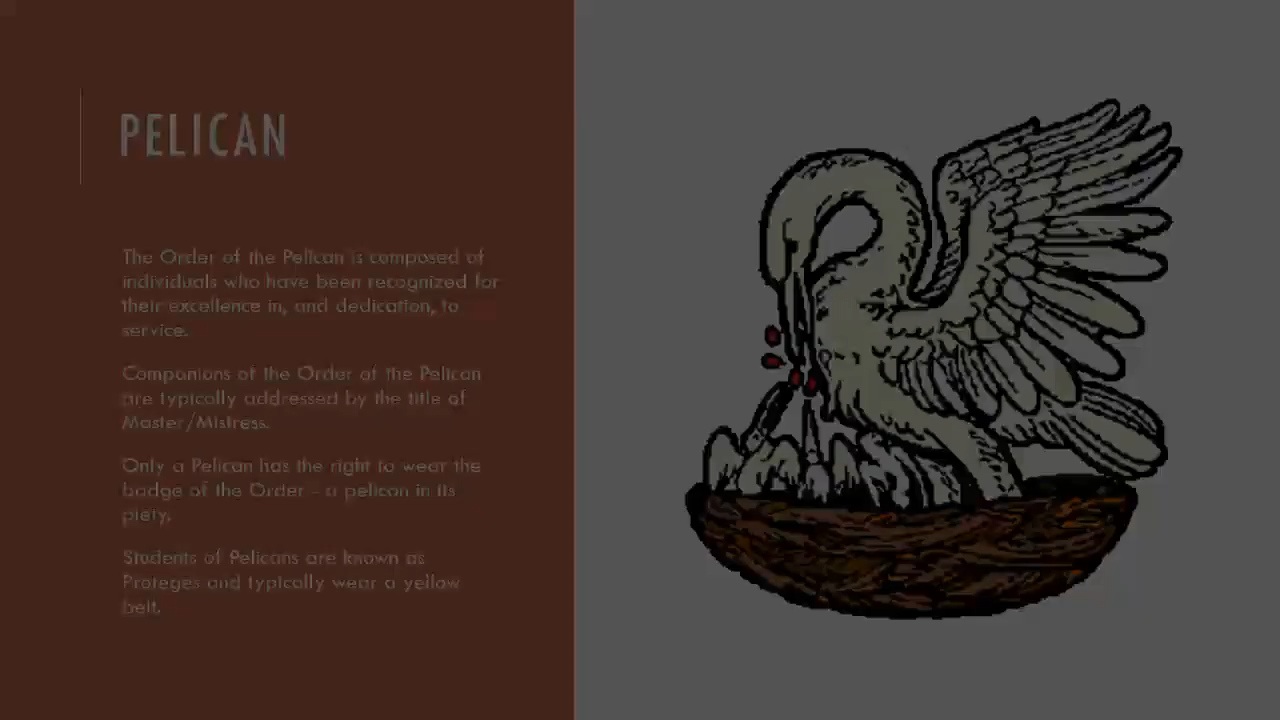 PELICAN
The Order of the Pelican is composed of
individuals who have been recognized for
their excellence in, and dedication, to
service.
Companions of the Order of the Pelican
are typically addressed by the title of
Master/Mistress.
Only a Pelican has the right to wear the
badge of the Order - a pelican in its
piety.
Students of Pelicans are known as
Proteges and typically wear a yellow
belt.